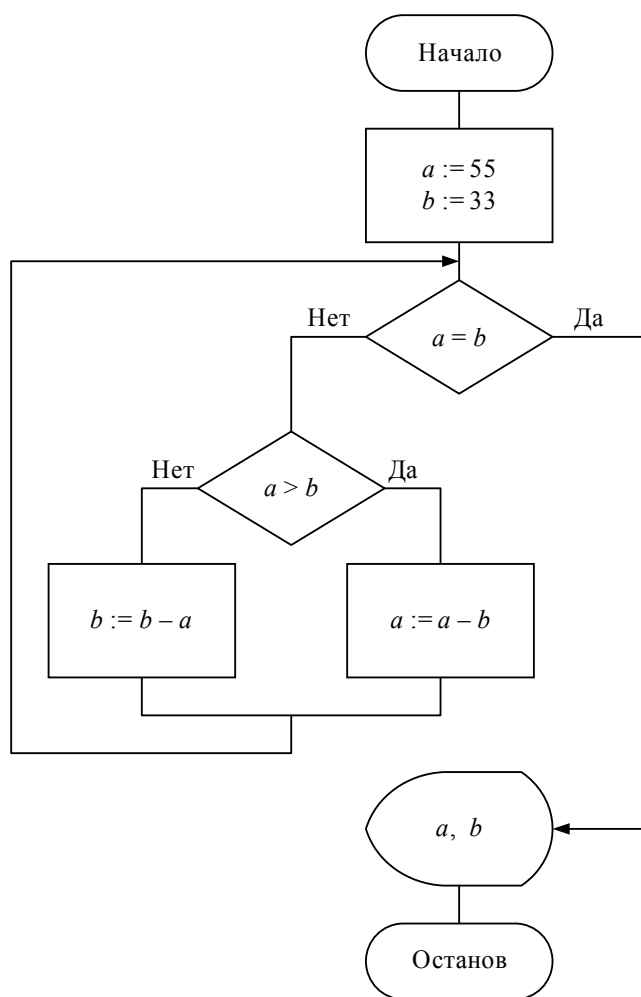 Начало
a := 55
b := 33
Нет
Да
a = b
Нет
Да
a > b
b := b – a
a := a – b
a, b
Останов